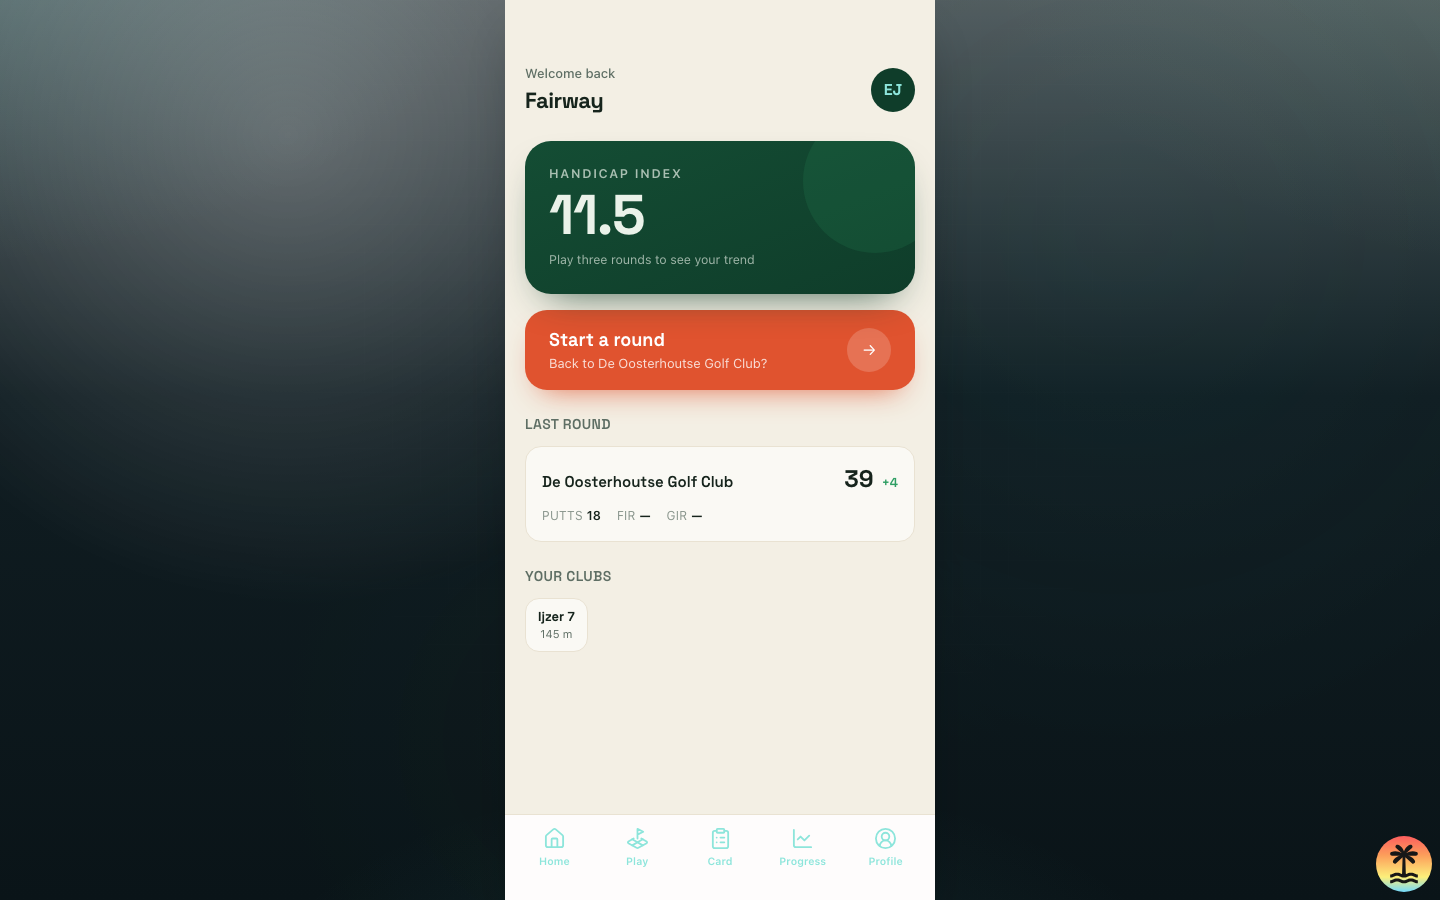 Welcome back
Fairway
EJ
HANDICAP INDEX
11.5
Play three rounds to see your trend
Start a round
Back to De Oosterhoutse Golf Club?
LAST ROUND
De Oosterhoutse Golf Club 39 +4
PUTTS 18 FIR — GIR —
YOUR CLUBS
Ijzer 7
145 m
Home Play Card Progress Profile